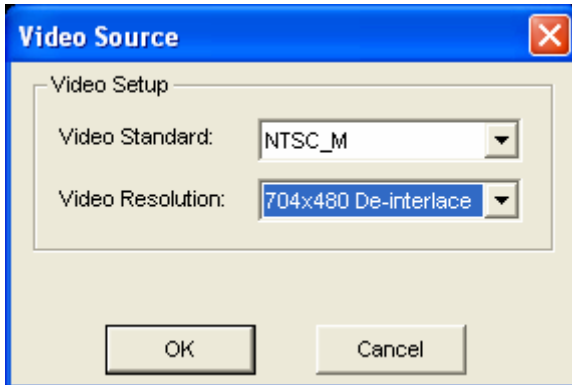 Video Source
Video Setup
Video Standard: NTSC_M
Video Resolution: 704x480 De-interlace
OK Cancel